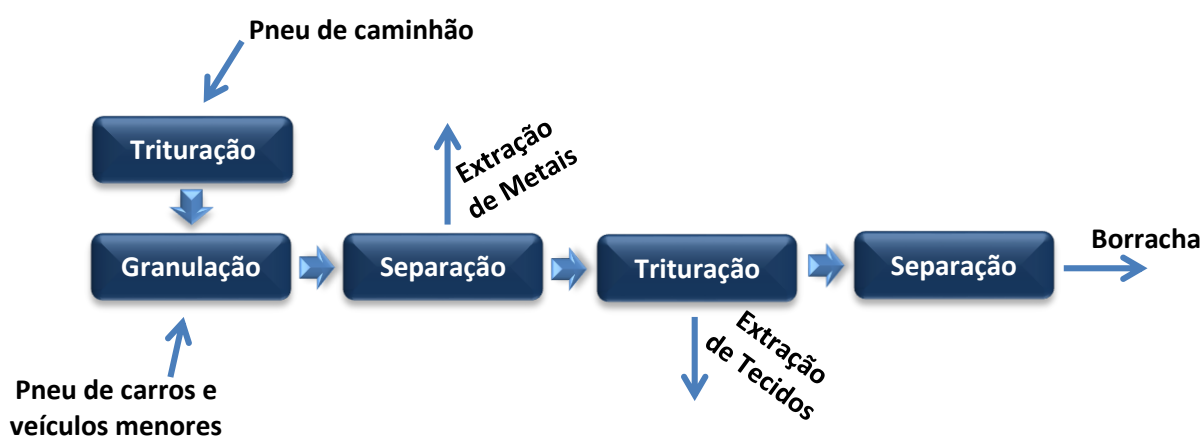 Pneu de caminhão
Trituração
Extração
de Metais
Granulação
Separação
Trituração
Separação
Borracha
Extração
de Tecidos
Pneu de carros e
veículos menores